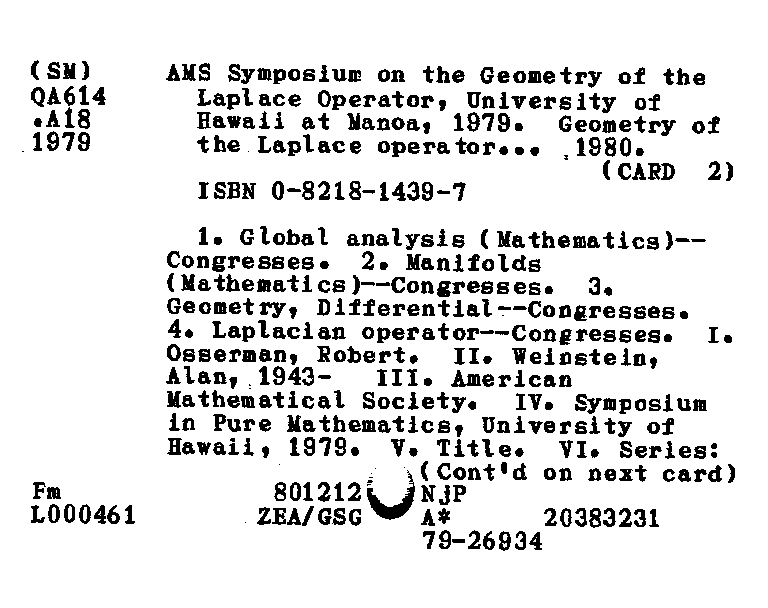 (SM) AMS Symposium on the Geometry of the
QA614 Laplace Operator, University of
.A18 Hawaii at Manoa, 1979. Geometry of
1979 the Laplace operator... 1980.
(CARD 2)
ISBN 0-8218-1439-7
1. Global analysis (Mathematics)--
Congresses. 2. Manifolds
(Mathematics)--Congresses. 3.
Geometry, Differential--Congresses.
4. Laplacian operator--Congresses. I.
Osserman, Robert. II. Weinstein,
Alan, 1943- III. American
Mathematical Society. IV. Symposium
in Pure Mathematics, University of
Hawaii, 1979. V. Title. VI. Series:
(Cont'd on next card)
Fm 801212 NjP
L000461 ZEA/GSG A* 20383231
79-26934